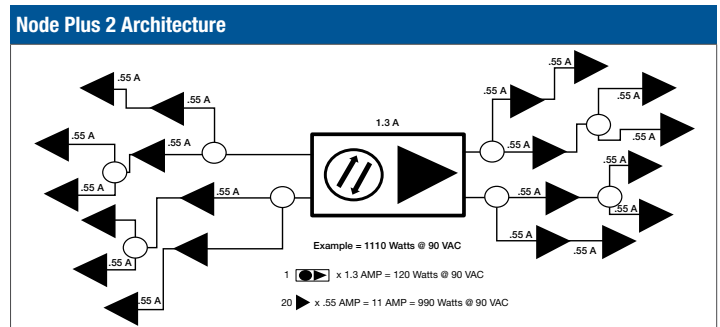 Node Plus 2 Architecture
.55 A
.55 A
.55 A
.55 A
.55 A
.55 A
.55 A
.55 A
1.3 A
.55 A
.55 A
.55 A
.55 A
.55 A
.55 A
.55 A
.55 A
.55 A
.55 A
Example = 1110 Watts @ 90 VAC
1 x 1.3 AMP = 120 Watts @ 90 VAC
20 x .55 AMP = 11 AMP = 990 Watts @ 90 VAC